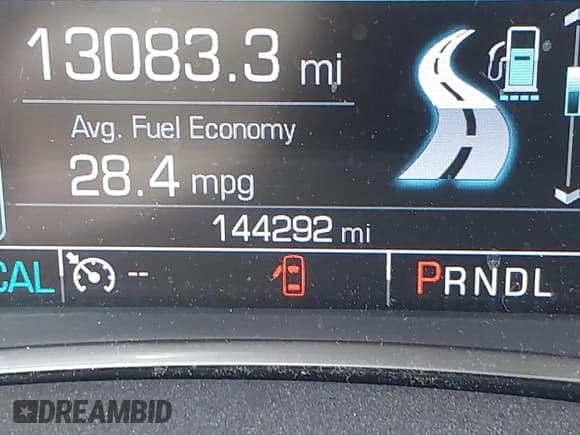 13083.3 mi
Avg. Fuel Economy
28.4 mpg
144292 mi
CAL -- PRNDL
DREAMBID